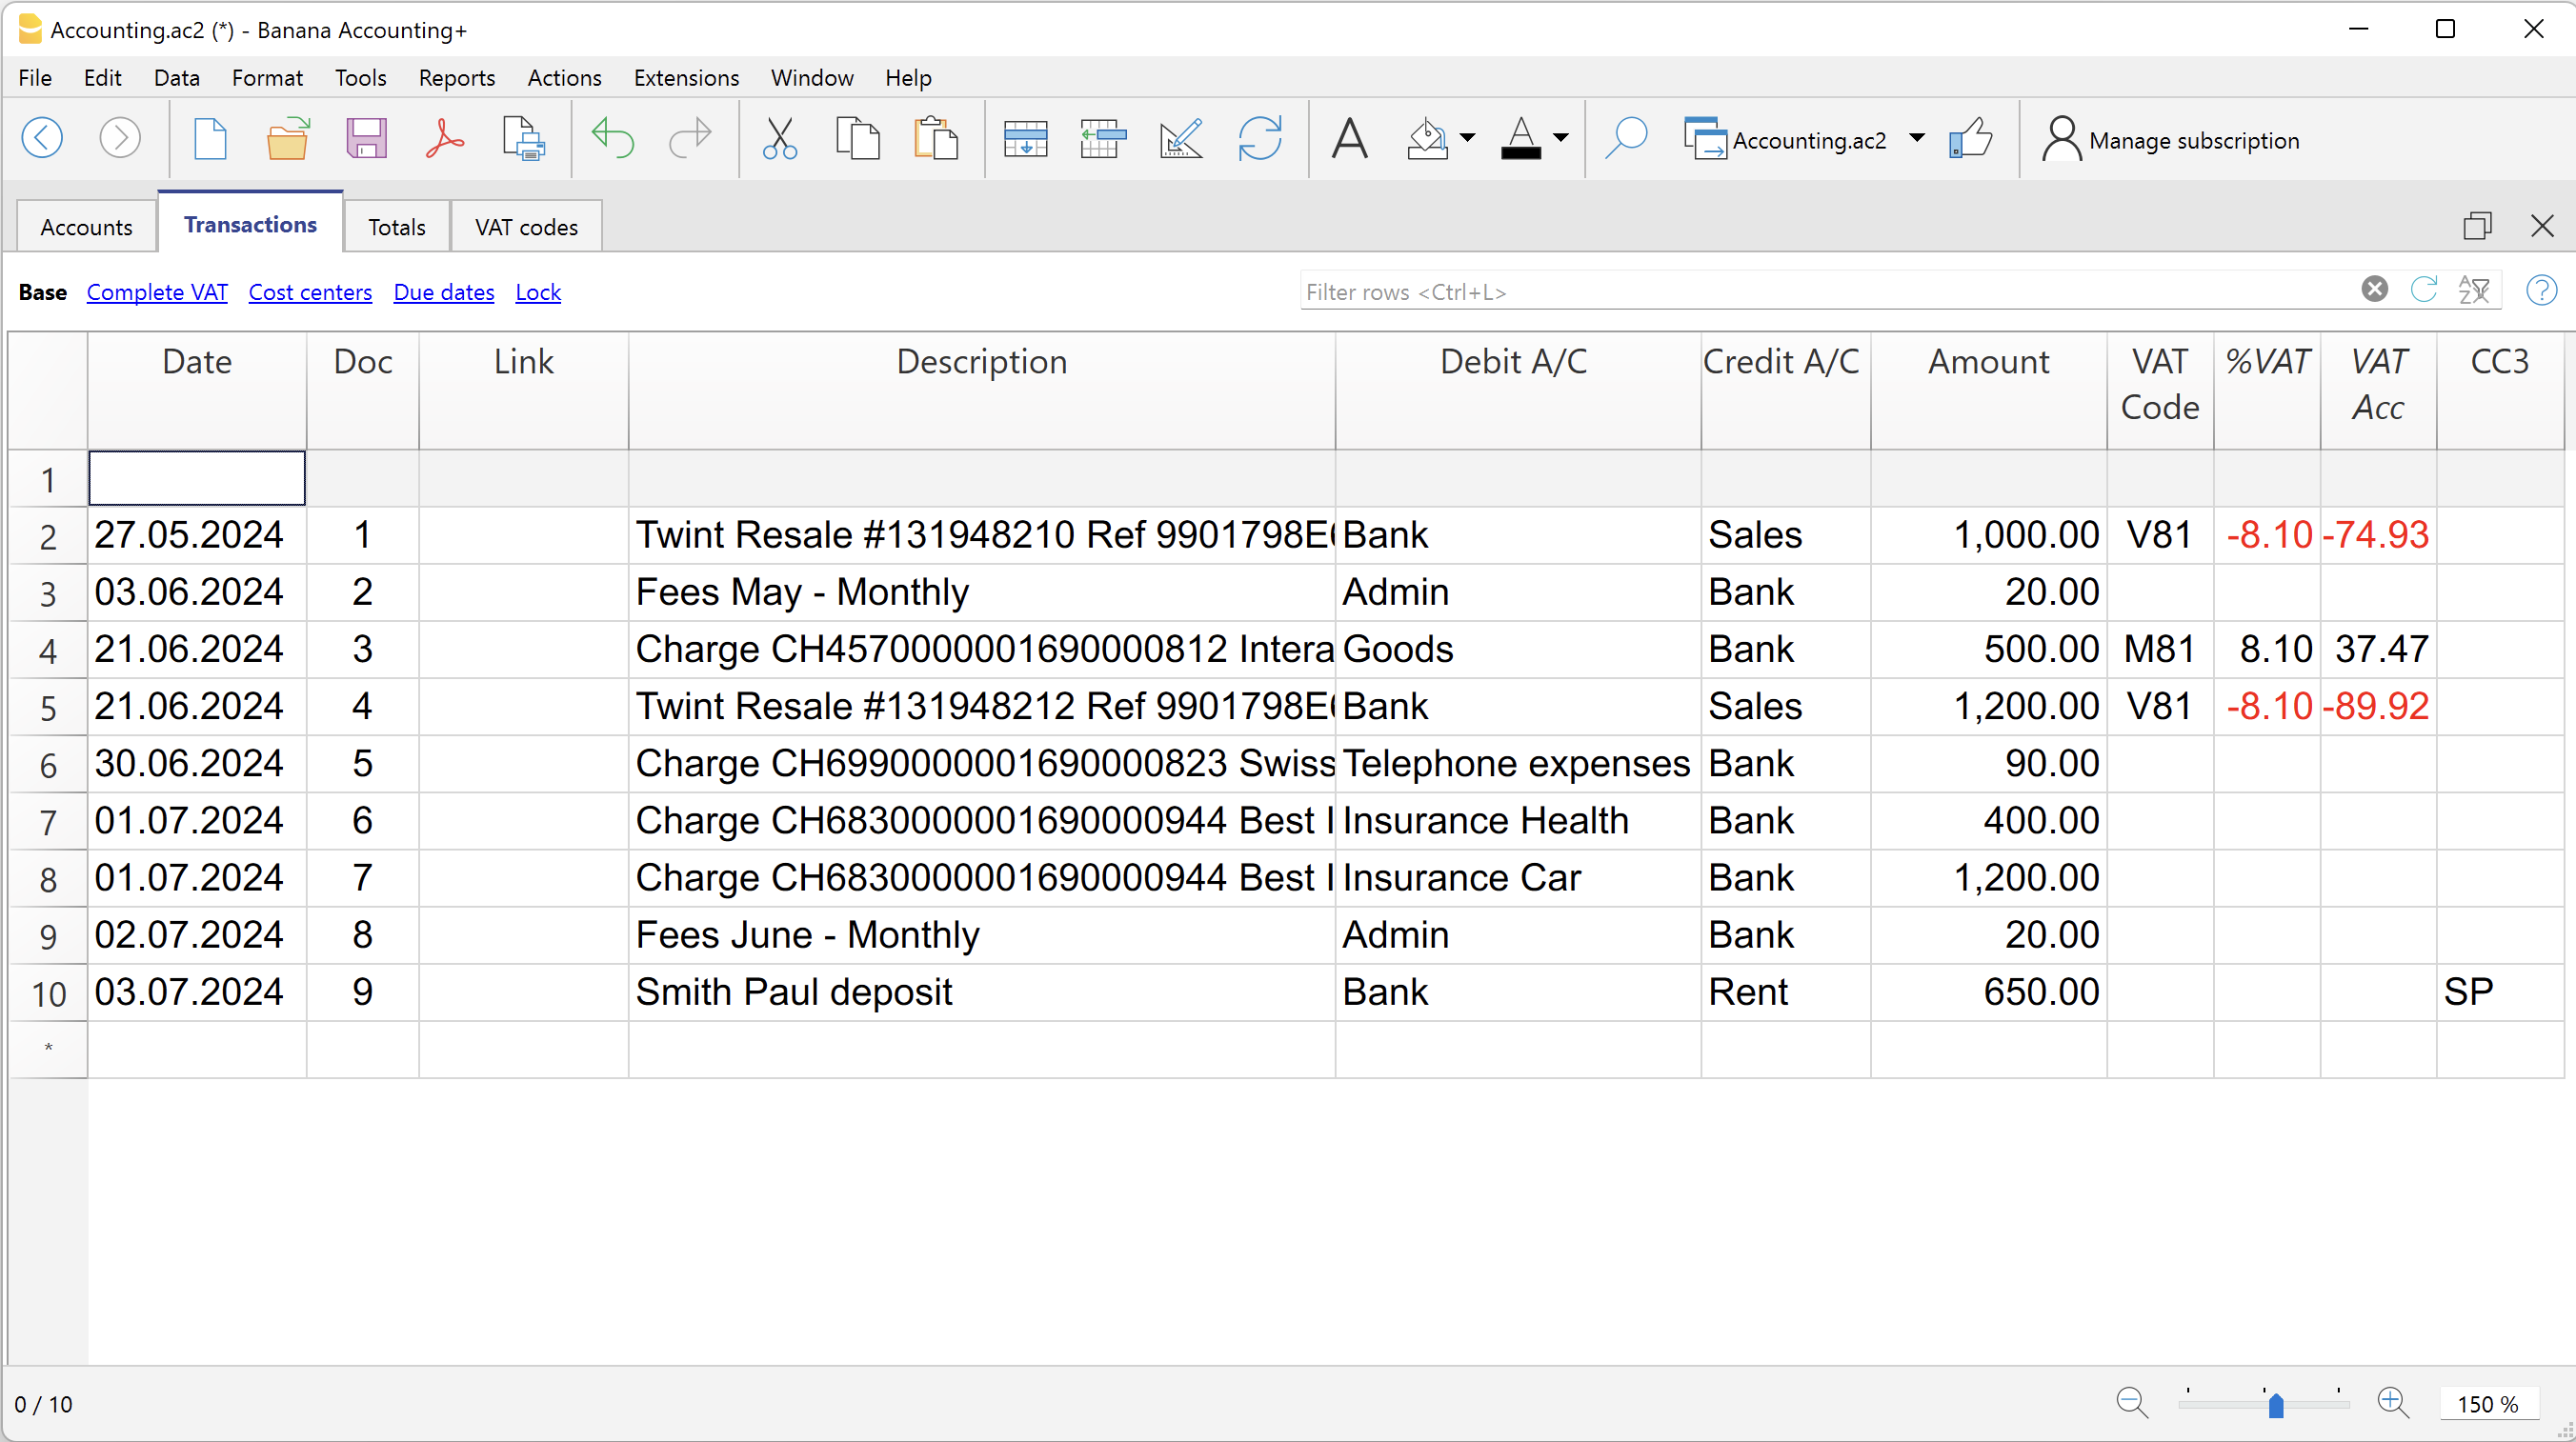 Accounting.ac2 (*) - Banana Accounting+
File Edit Data Format Tools Reports Actions Extensions Window Help
Accounting.ac2 Manage subscription
Accounts Transactions Totals VAT codes
Base Complete VAT Cost centers Due dates Lock Filter rows <Ctrl+L>
Date Doc Link Description Debit A/C Credit A/C Amount VAT Code %VAT VAT Acc CC3
1
2 27.05.2024 1 Twint Resale #131948210 Ref 9901798E Bank Sales 1,000.00 V81 -8.10 -74.93
3 03.06.2024 2 Fees May - Monthly Admin Bank 20.00
4 21.06.2024 3 Charge CH4570000001690000812 Intera Goods Bank 500.00 M81 8.10 37.47
5 21.06.2024 4 Twint Resale #131948212 Ref 9901798E Bank Sales 1,200.00 V81 -8.10 -89.92
6 30.06.2024 5 Charge CH6990000001690000823 Swiss Telephone expenses Bank 90.00
7 01.07.2024 6 Charge CH6830000001690000944 Best I Insurance Health Bank 400.00
8 01.07.2024 7 Charge CH6830000001690000944 Best I Insurance Car Bank 1,200.00
9 02.07.2024 8 Fees June - Monthly Admin Bank 20.00
10 03.07.2024 9 Smith Paul deposit Bank Rent 650.00 SP
*
0 / 10 150 %